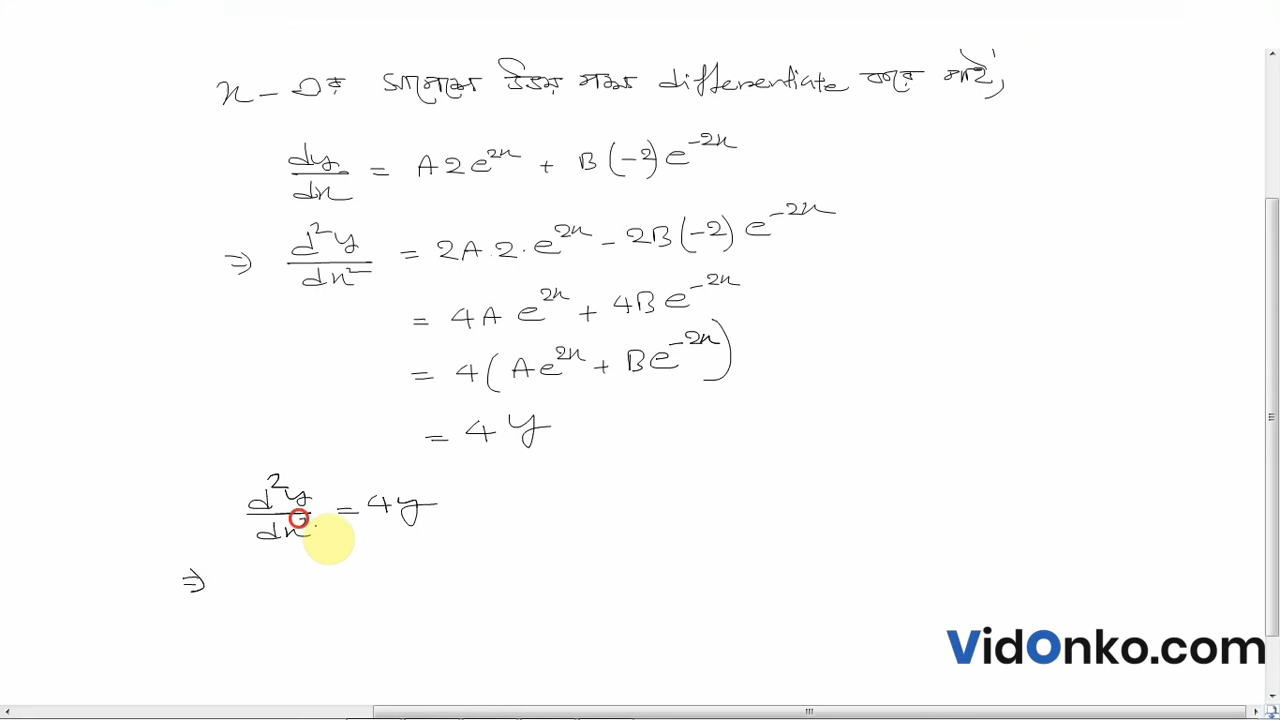 x - এর সাপেক্ষে উভয় পক্ষে differentiate করে পাই,
dy/dx = A2e^2x + B(-2)e^-2x
⇒ d²y/dx² = 2A.2.e^2x - 2B(-2)e^-2x
= 4Ae^2x + 4Be^-2x
= 4(Ae^2x + Be^-2x)
= 4y
d²y/dx² = 4y
⇒
VidOnko.com